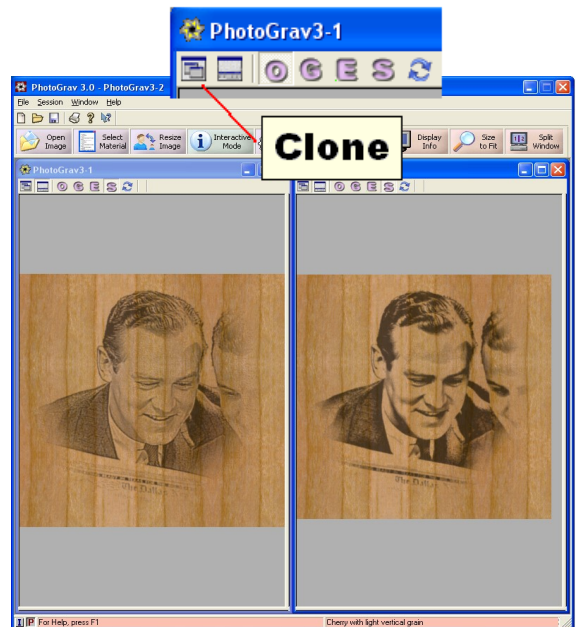 PhotoGrav3-1
O G E S
PhotoGrav 3.0 - PhotoGrav3-2
File Session Window Help
Open Image
Select Material
Resize Image
Interactive Mode
Clone
Display Info
Size to Fit
Split Window
PhotoGrav3-1
O G E S
O G E S
The Dallas
I P For Help, press F1
Cherry with light vertical grain